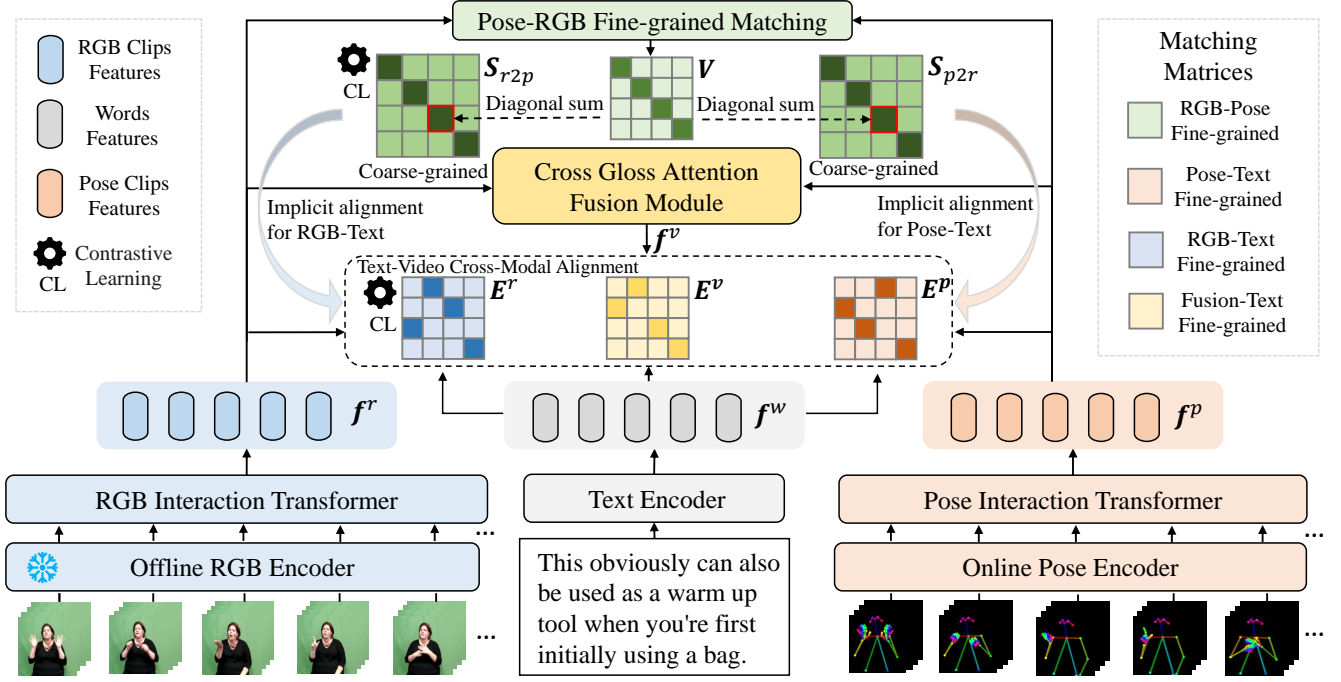 RGB Clips
Features
Words
Features
Pose Clips
Features
CL
Contrastive
Learning
Pose-RGB Fine-grained Matching
CL
S_{r2p}
V
S_{p2r}
Diagonal sum
Diagonal sum
Coarse-grained
Coarse-grained
Cross Gloss Attention
Fusion Module
Implicit alignment
for RGB-Text
Implicit alignment
for Pose-Text
f^v
Text-Video Cross-Modal Alignment
CL
E^r
E^v
E^p
Matching
Matrices
RGB-Pose
Fine-grained
Pose-Text
Fine-grained
RGB-Text
Fine-grained
Fusion-Text
Fine-grained
f^r
f^w
f^p
RGB Interaction Transformer
...
Text Encoder
Pose Interaction Transformer
...
Offline RGB Encoder
Online Pose Encoder
This obviously can also
be used as a warm up
tool when you're first
initially using a bag.
...
...